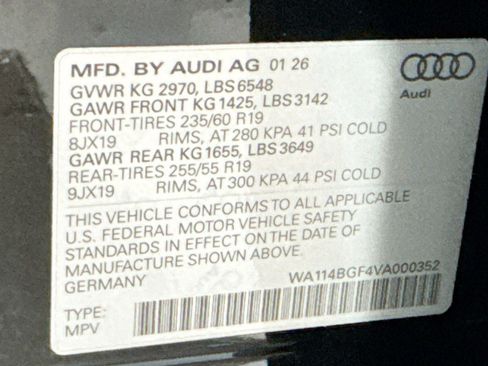 MFD. BY AUDI AG 01 26
GVWR KG 2970, LBS 6548
GAWR FRONT KG 1425, LBS 3142
FRONT-TIRES 235/60 R19
8JX19 RIMS, AT 280 KPA 41 PSI COLD
GAWR REAR KG 1655, LBS 3649
REAR-TIRES 255/55 R19
9JX19 RIMS, AT 300 KPA 44 PSI COLD
Audi
THIS VEHICLE CONFORMS TO ALL APPLICABLE
U.S. FEDERAL MOTOR VEHICLE SAFETY
STANDARDS IN EFFECT ON THE DATE OF
MANUFACTURE SHOWN ABOVE.
GERMANY
WA114BGF4VA000352
TYPE:
MPV